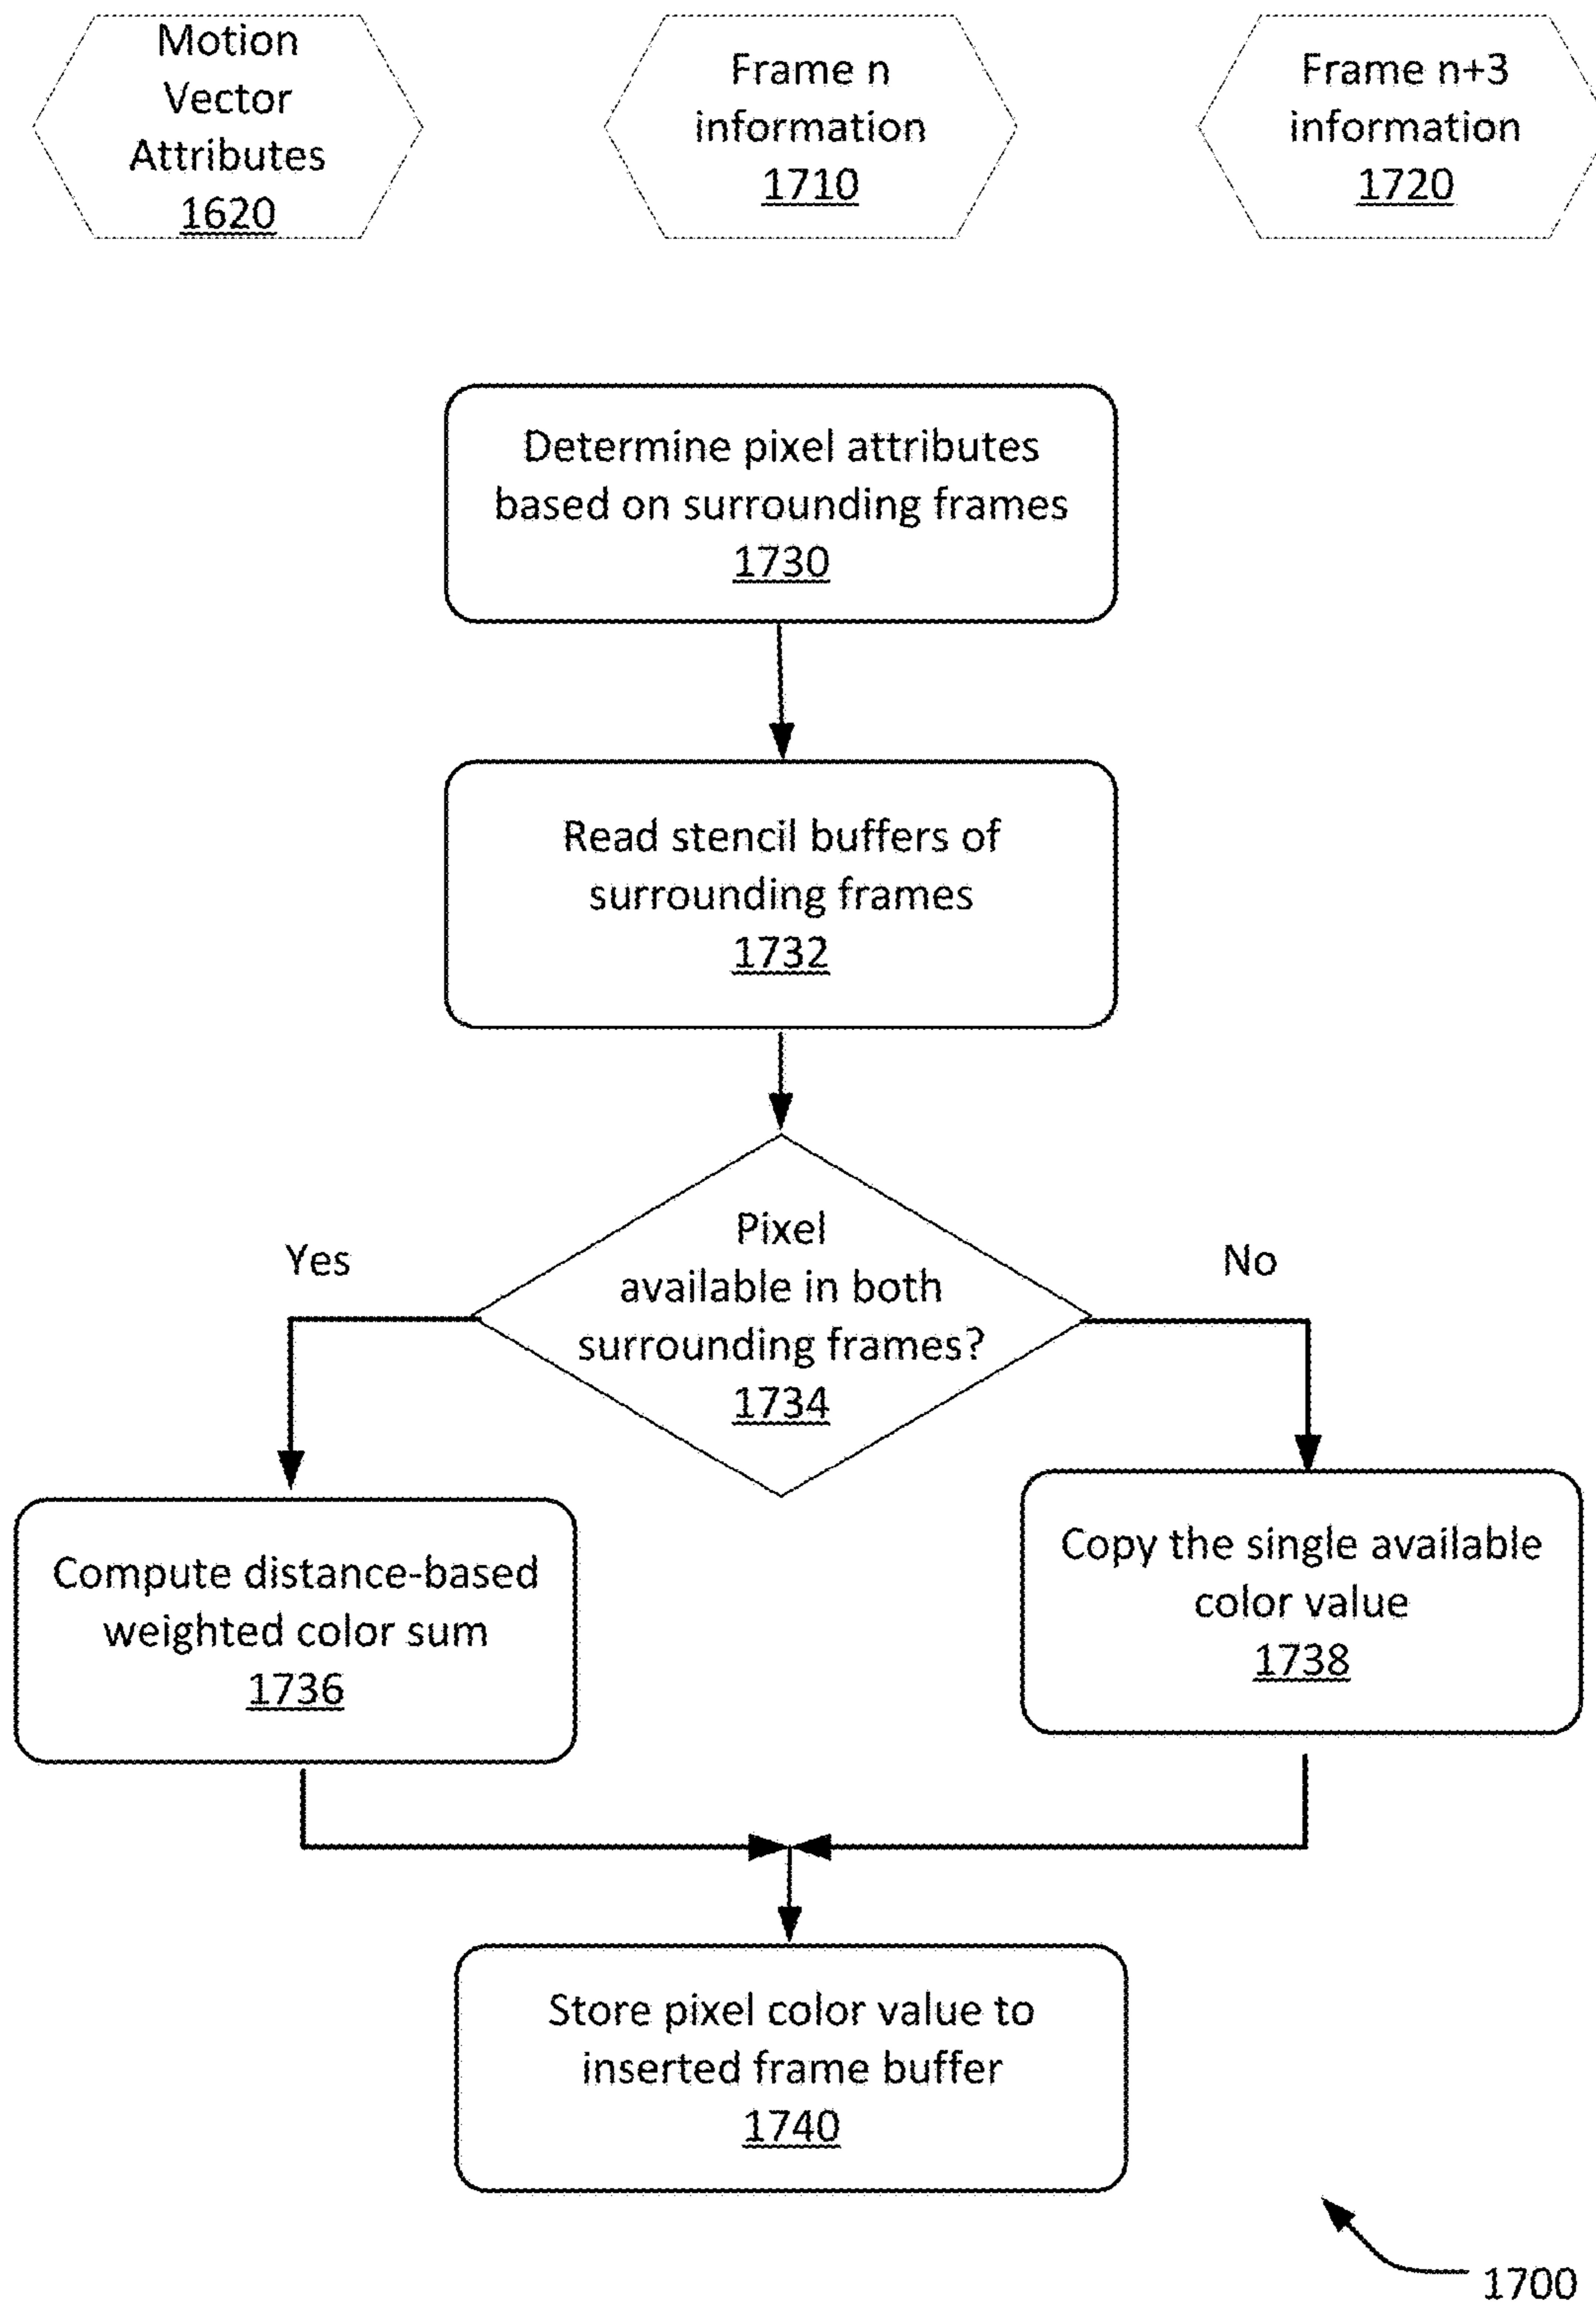 Motion
Vector
Attributes
1620
Frame n
information
1710
Frame n+3
information
1720
Determine pixel attributes
based on surrounding frames
1730
Read stencil buffers of
surrounding frames
1732
Pixel
available in both
surrounding frames?
1734
Yes
No
Compute distance-based
weighted color sum
1736
Copy the single available
color value
1738
Store pixel color value to
inserted frame buffer
1740
1700